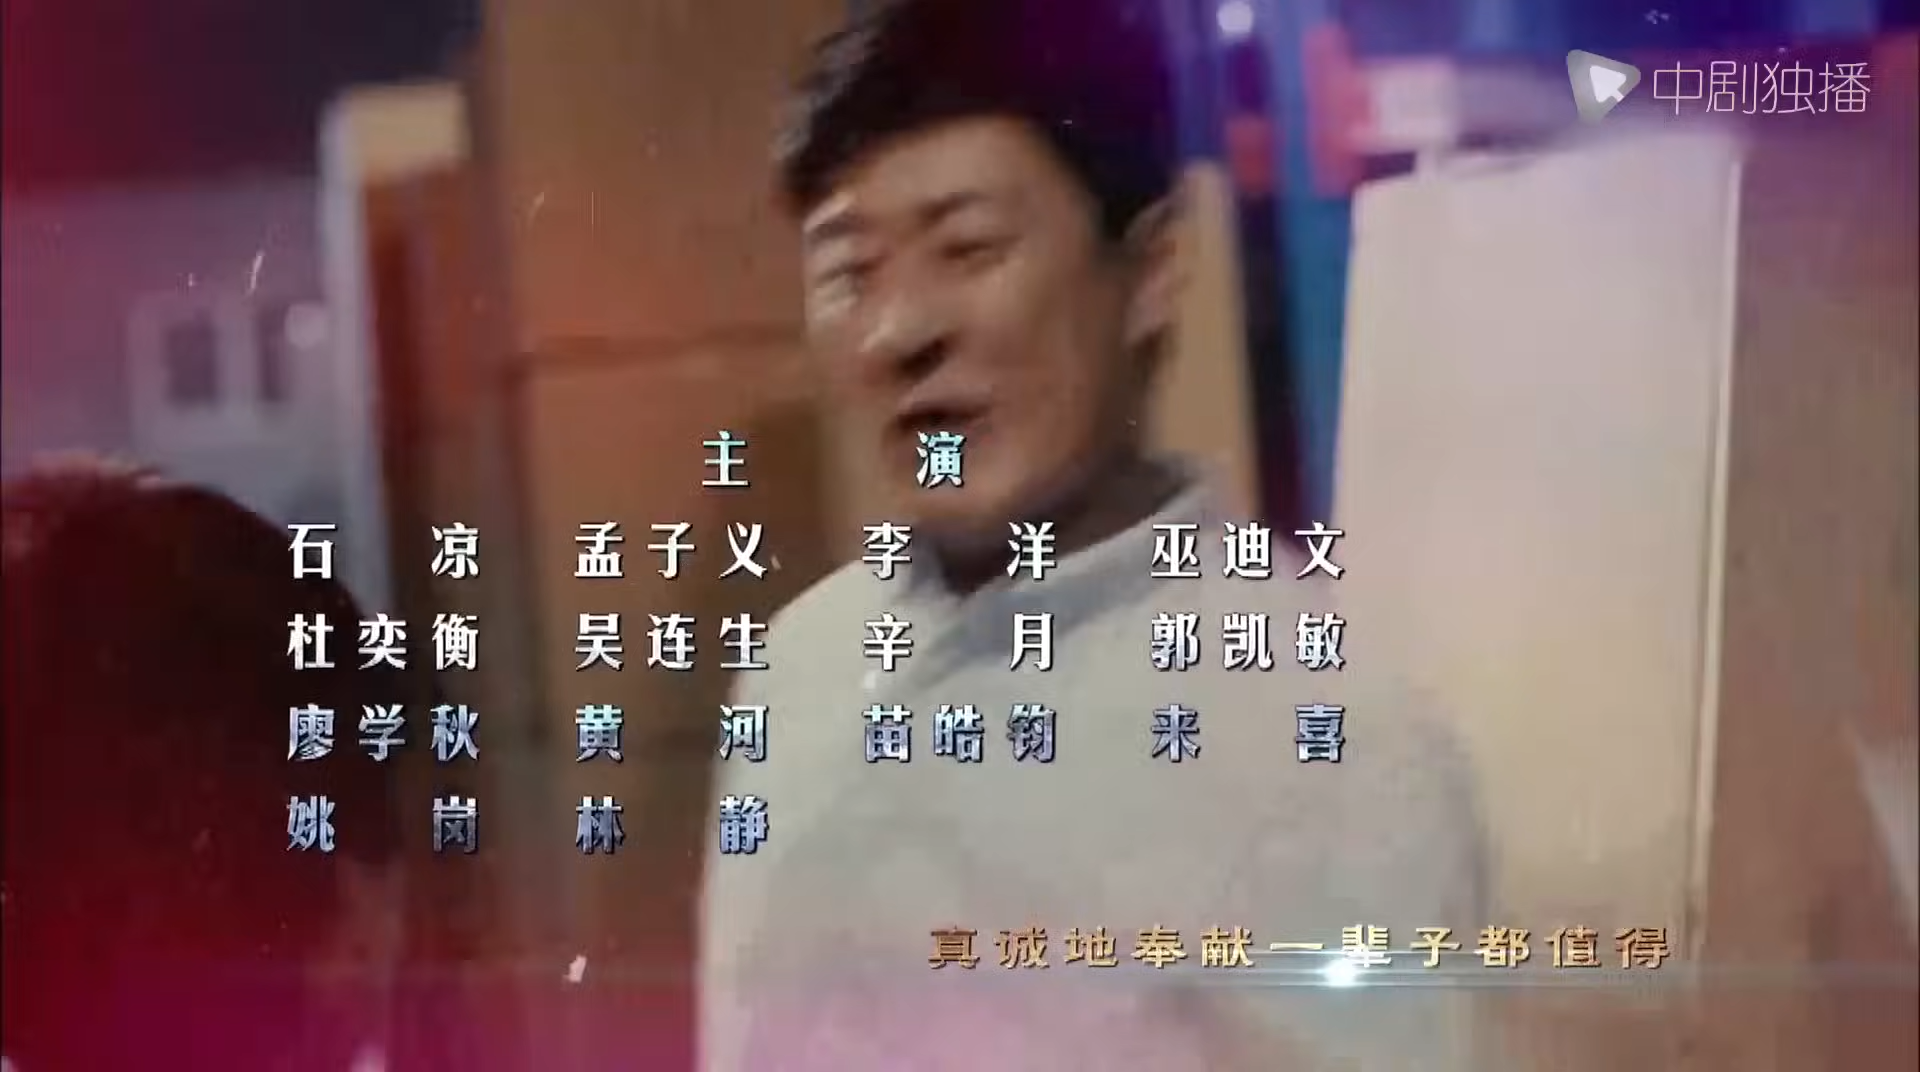 中剧独播
主演
石凉 孟子义 李洋 巫迪文
杜奕衡 吴连生 辛月 郭凯敏
廖学秋 黄河 苗皓钧 来喜
姚岗 林静
真诚地奉献一辈子都值得